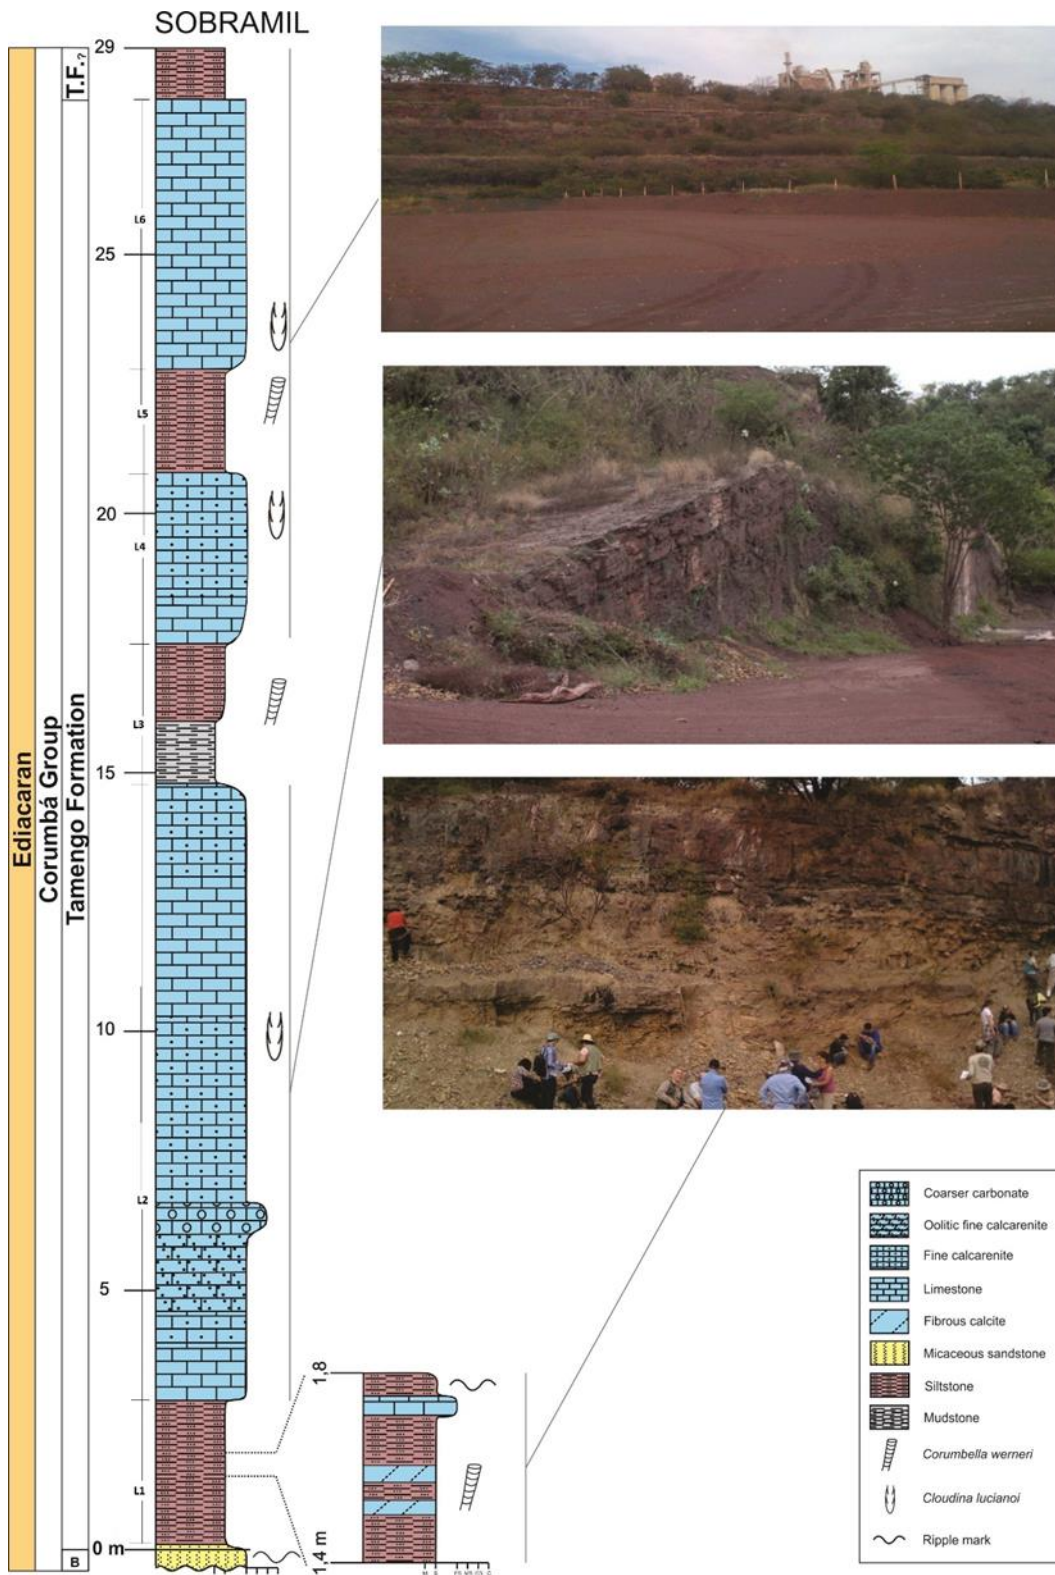 SOBRAMIL
29
T.F.?
L6
25
L5
20
L4
Ediacaran
Corumbá Group
Tamengo Formation
L3
15
10
L2
5
L1
0 m
B
1,8
1,4 m
Coarser carbonate
Oolitic fine calcarenite
Fine calcarenite
Limestone
Fibrous calcite
Micaceous sandstone
Siltstone
Mudstone
Corumbella werneri
Cloudina lucianoi
Ripple mark